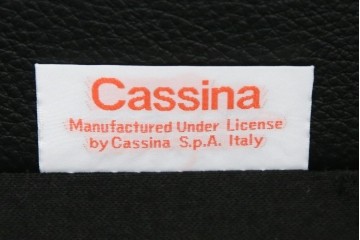 Cassina
Manufactured Under License
by Cassina S.p.A. Italy